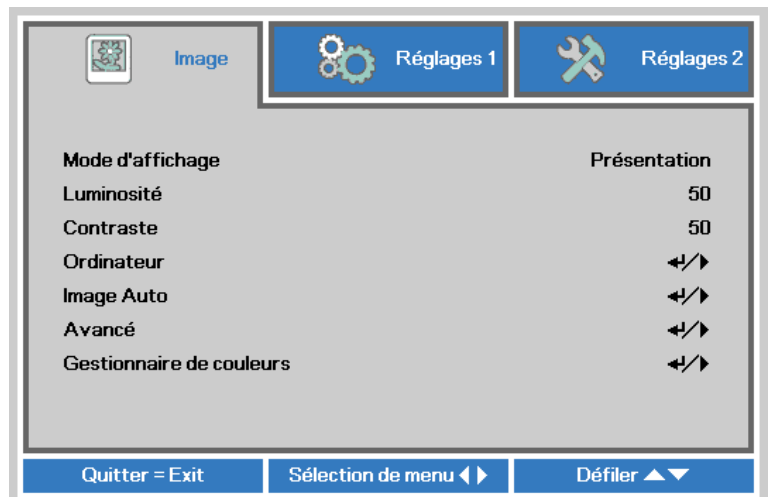 Image Réglages 1 Réglages 2
Mode d'affichage Présentation
Luminosité 50
Contraste 50
Ordinateur
Image Auto
Avancé
Gestionnaire de couleurs
Quitter = Exit Sélection de menu Défiler